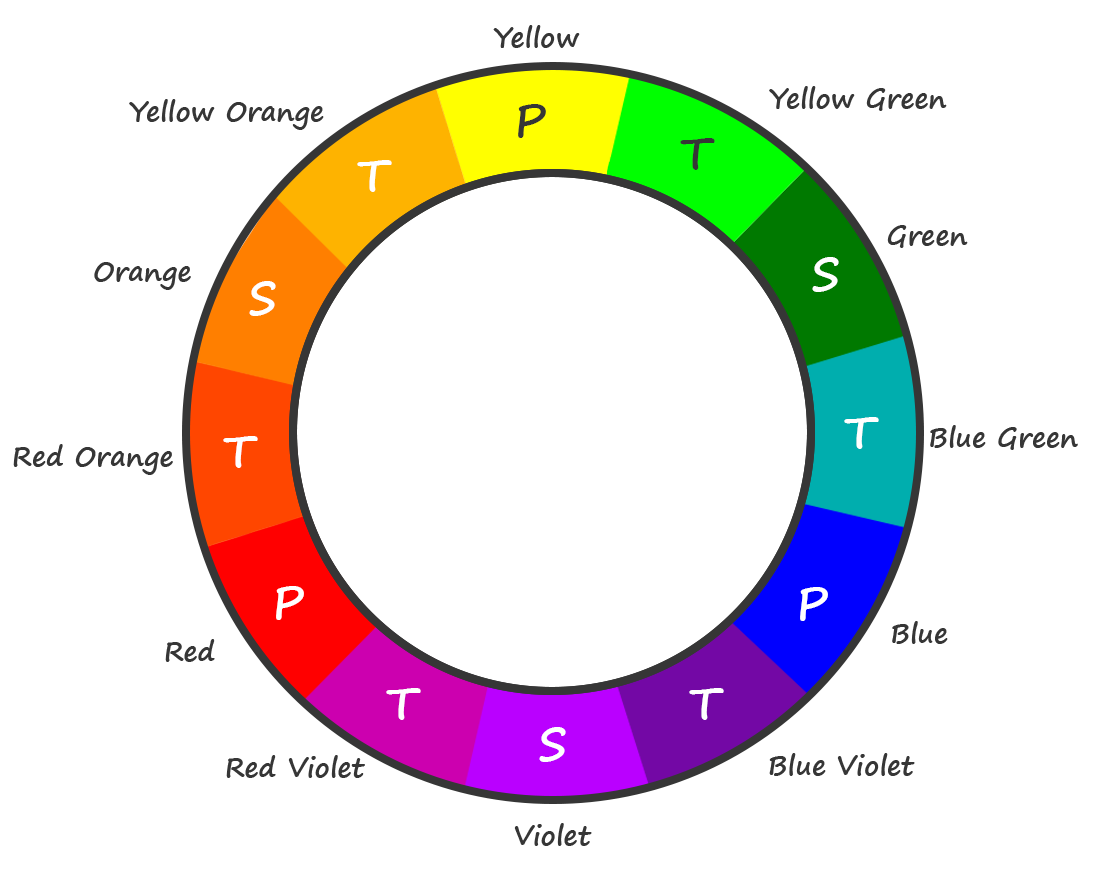 Yellow
Yellow Orange
Yellow Green
P
T
T
Green
Orange
S
S
Red Orange
T
T
Blue Green
P
P
Red
Blue
T
T
S
Red Violet
Blue Violet
Violet